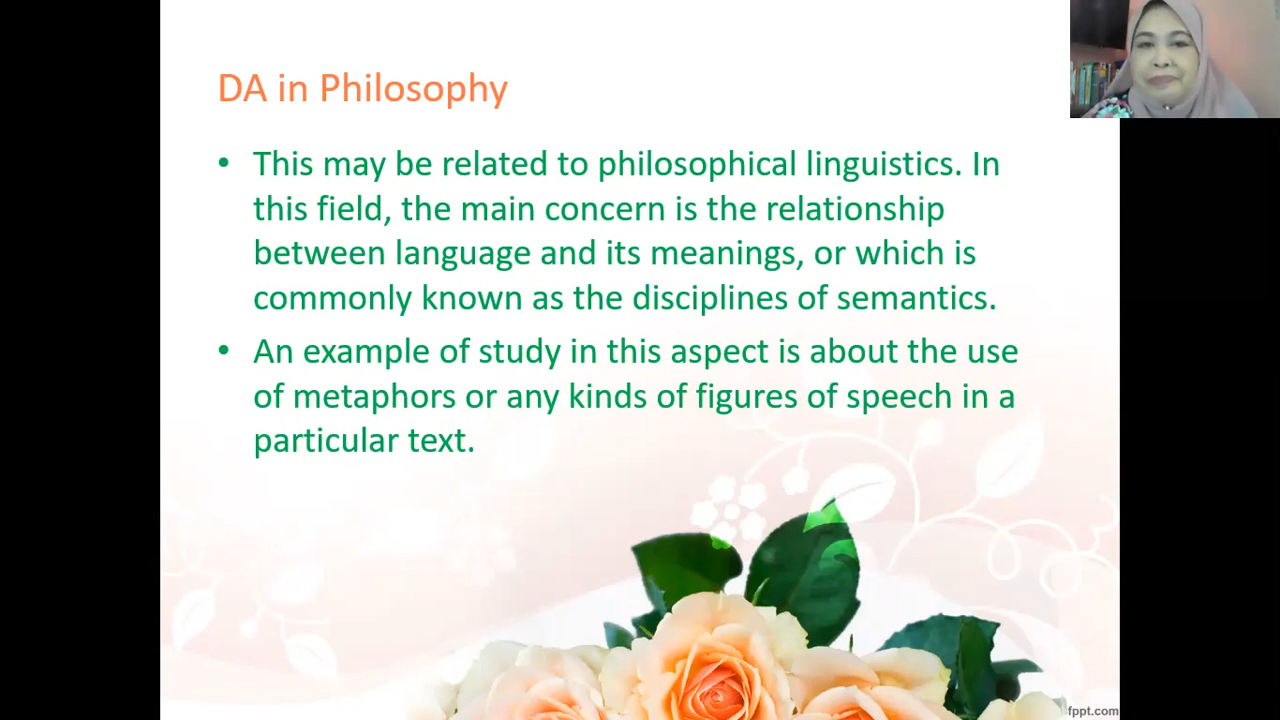 DA in Philosophy
• This may be related to philosophical linguistics. In
this field, the main concern is the relationship
between language and its meanings, or which is
commonly known as the disciplines of semantics.
• An example of study in this aspect is about the use
of metaphors or any kinds of figures of speech in a
particular text.
fppt.com